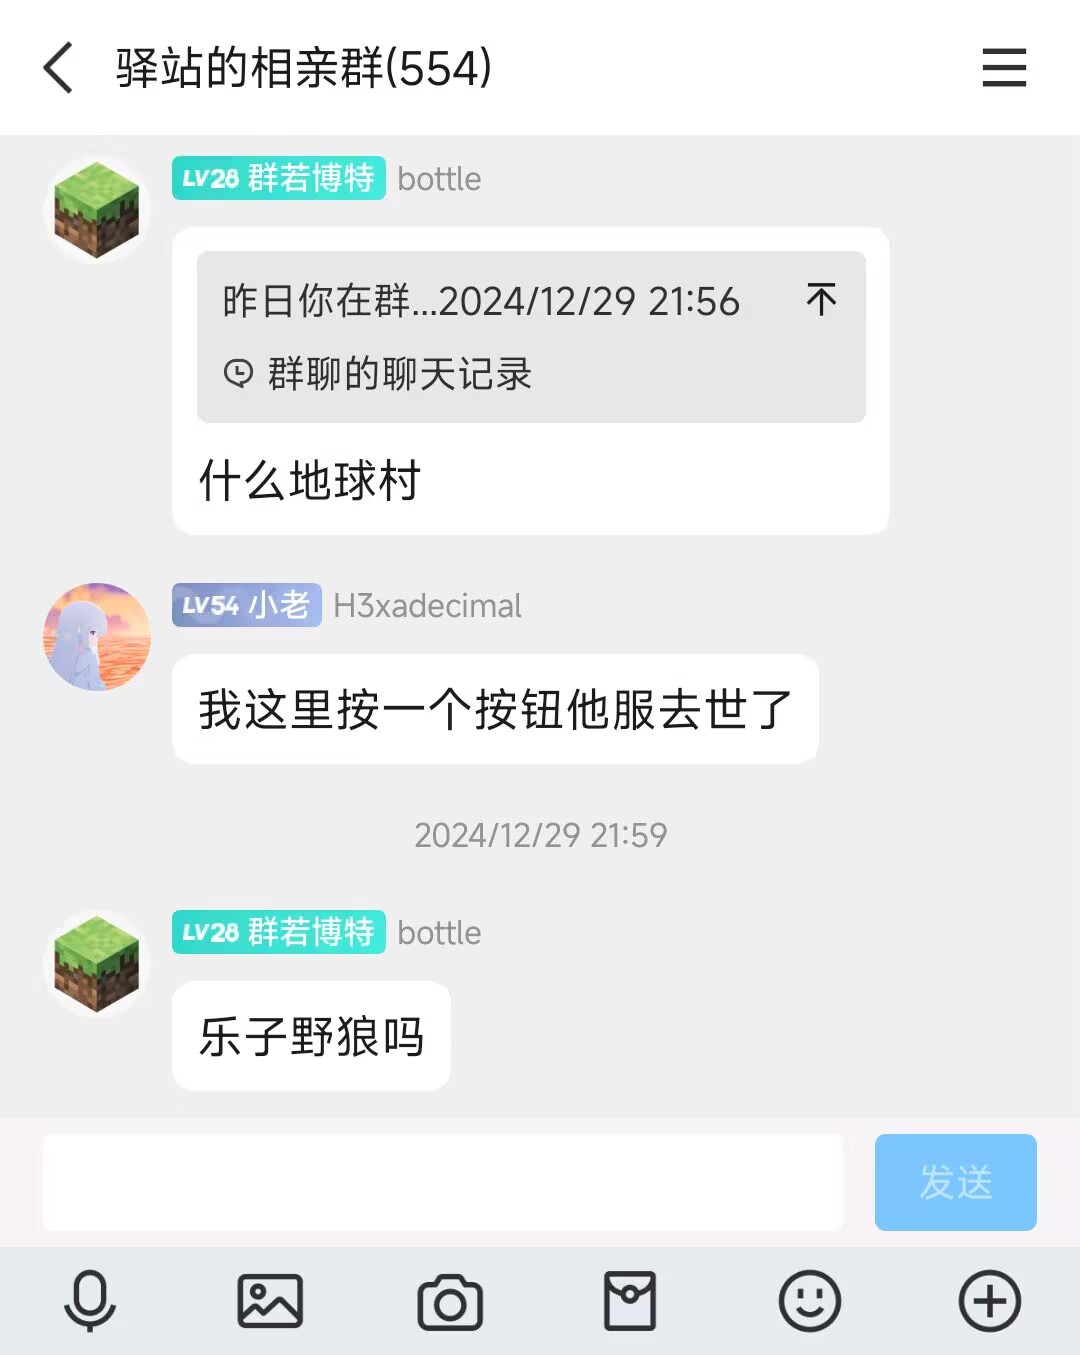 驿站的相亲群(554)
LV28 群若博特 bottle
昨日你在群...2024/12/29 21:56
群聊的聊天记录
什么地球村
LV54 小老 H3xadecimal
我这里按一个按钮他服去世了
2024/12/29 21:59
LV28 群若博特 bottle
乐子野狼吗
发送